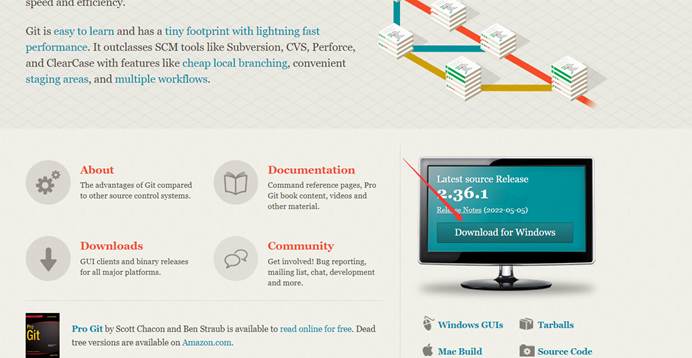 speed and efficiency.
Git is easy to learn and has a tiny footprint with lightning fast
performance. It outclasses SCM tools like Subversion, CVS, Perforce,
and ClearCase with features like cheap local branching, convenient
staging areas, and multiple workflows.
About
The advantages of Git compared
to other source control systems.
Documentation
Command reference pages, Pro
Git book content, videos and
other material.
Downloads
GUI clients and binary releases
for all major platforms.
Community
Get involved! Bug reporting,
mailing list, chat, development
and more.
Latest source Release
2.36.1
Release Notes (2022-05-05)
Download for Windows
Pro
Git
Pro Git by Scott Chacon and Ben Straub is available to read online for free. Dead
tree versions are available on Amazon.com.
Windows GUIs
Tarballs
Mac Build
Source Code